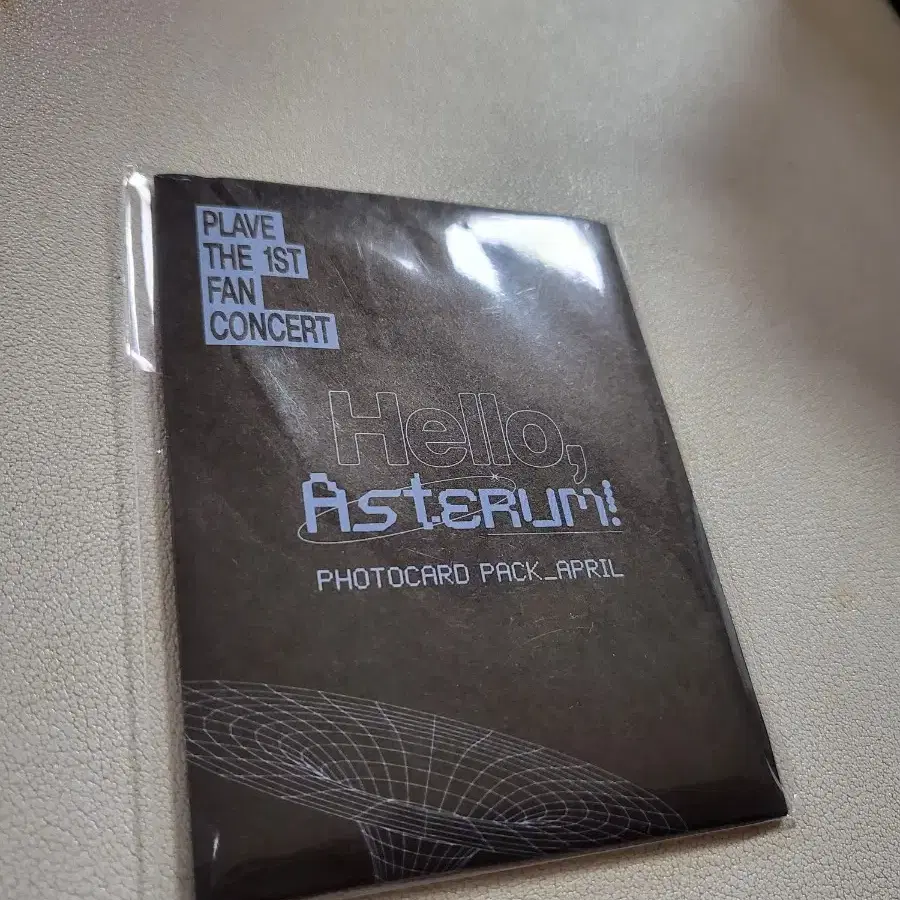 PLAVE
THE 1ST
FAN
CONCERT
Hello,
Asterum!
PHOTOCARD PACK_APRIL